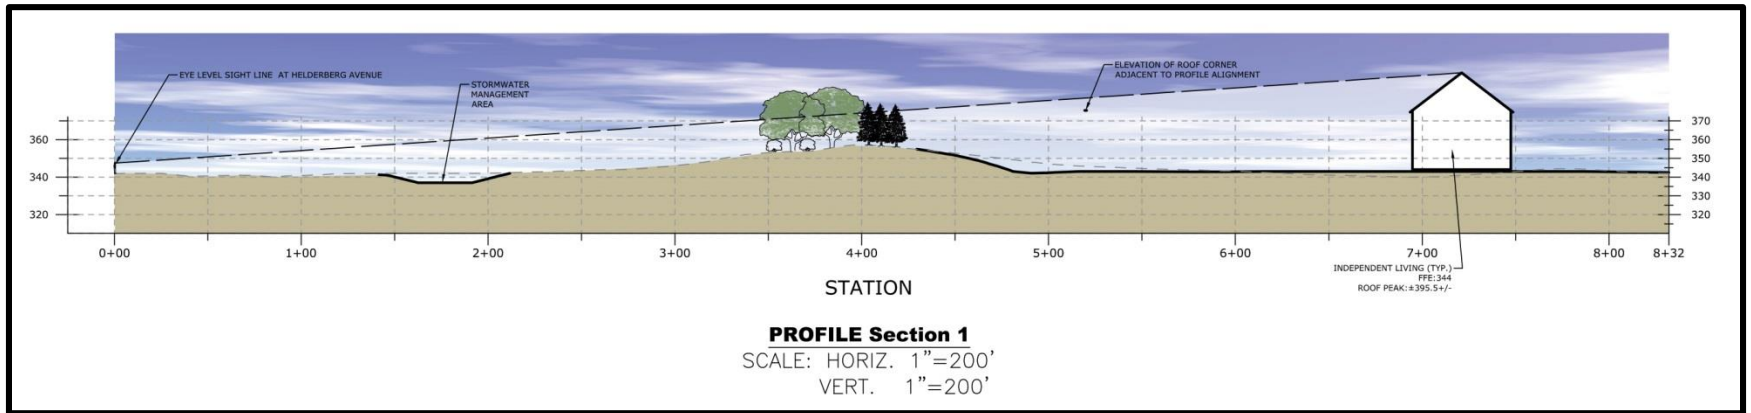 EYE LEVEL SIGHT LINE AT HELDERBERG AVENUE
STORMWATER
MANAGEMENT
AREA
ELEVATION OF ROOF CORNER
ADJACENT TO PROFILE ALIGNMENT
360
340
320
370
360
350
340
330
320
0+00
1+00
2+00
3+00
4+00
5+00
6+00
7+00
8+00
8+32
INDEPENDENT LIVING (TYP.)
FFE:344
ROOF PEAK:±395.5+/-
STATION
PROFILE Section 1
SCALE: HORIZ. 1"=200'
VERT. 1"=200'